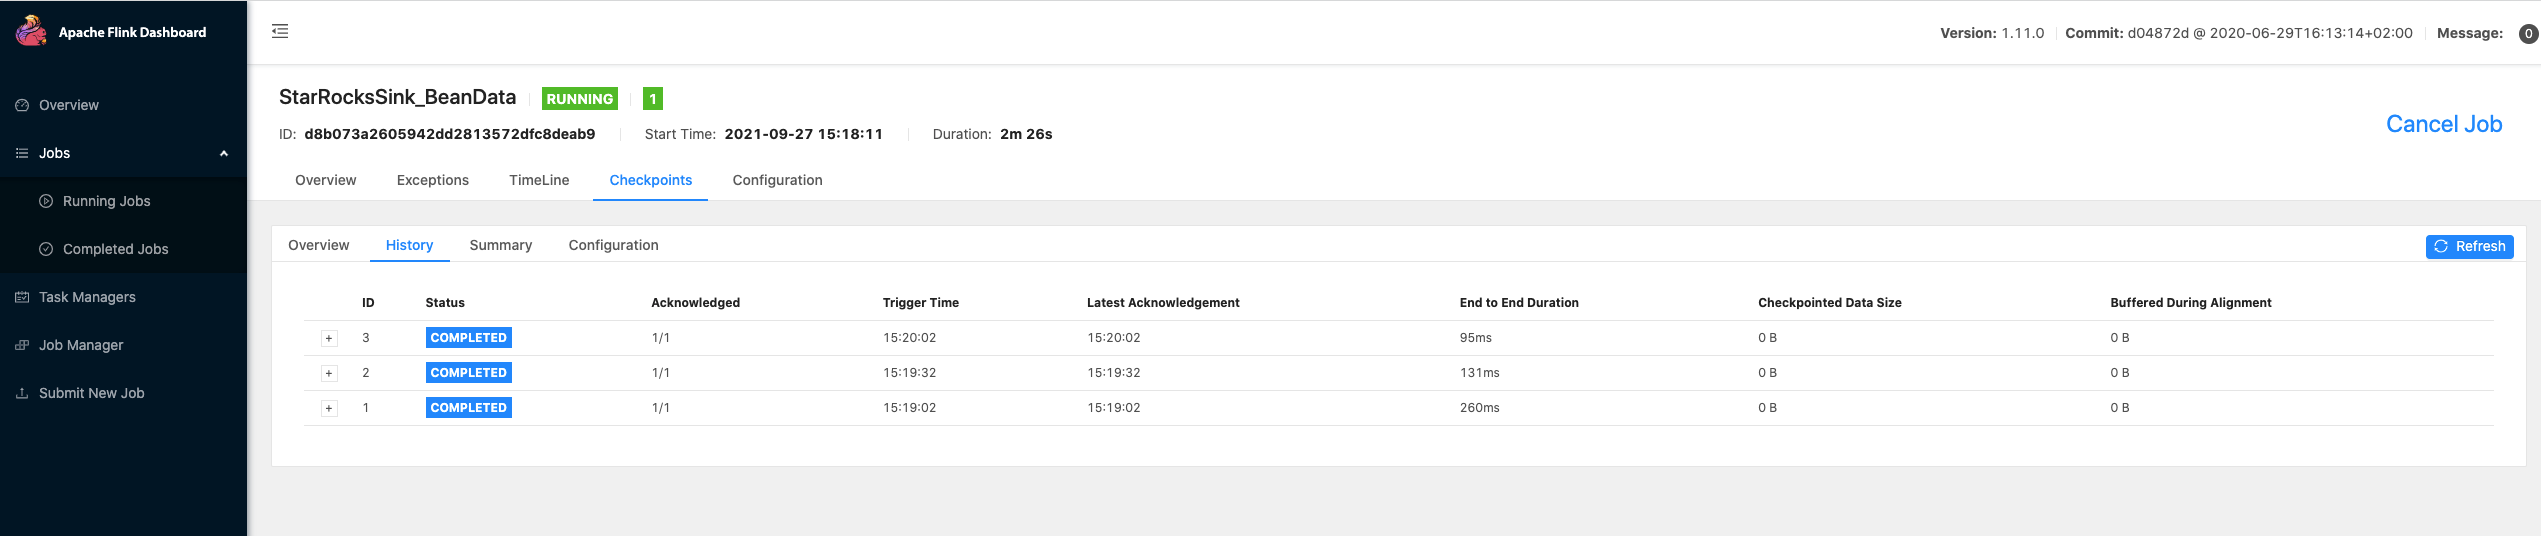 Apache Flink Dashboard
Version: 1.11.0 Commit: d04872d @ 2020-06-29T16:13:14+02:00 Message: 0
Overview
Jobs
Running Jobs
Completed Jobs
Task Managers
Job Manager
Submit New Job
StarRocksSink_BeanData RUNNING 1
ID: d8b073a2605942dd2813572dfc8deab9 Start Time: 2021-09-27 15:18:11 Duration: 2m 26s
Cancel Job
Overview Exceptions TimeLine Checkpoints Configuration
Overview History Summary Configuration Refresh
ID Status Acknowledged Trigger Time Latest Acknowledgement End to End Duration Checkpointed Data Size Buffered During Alignment
+ 3 COMPLETED 1/1 15:20:02 15:20:02 95ms 0 B 0 B
+ 2 COMPLETED 1/1 15:19:32 15:19:32 131ms 0 B 0 B
+ 1 COMPLETED 1/1 15:19:02 15:19:02 260ms 0 B 0 B